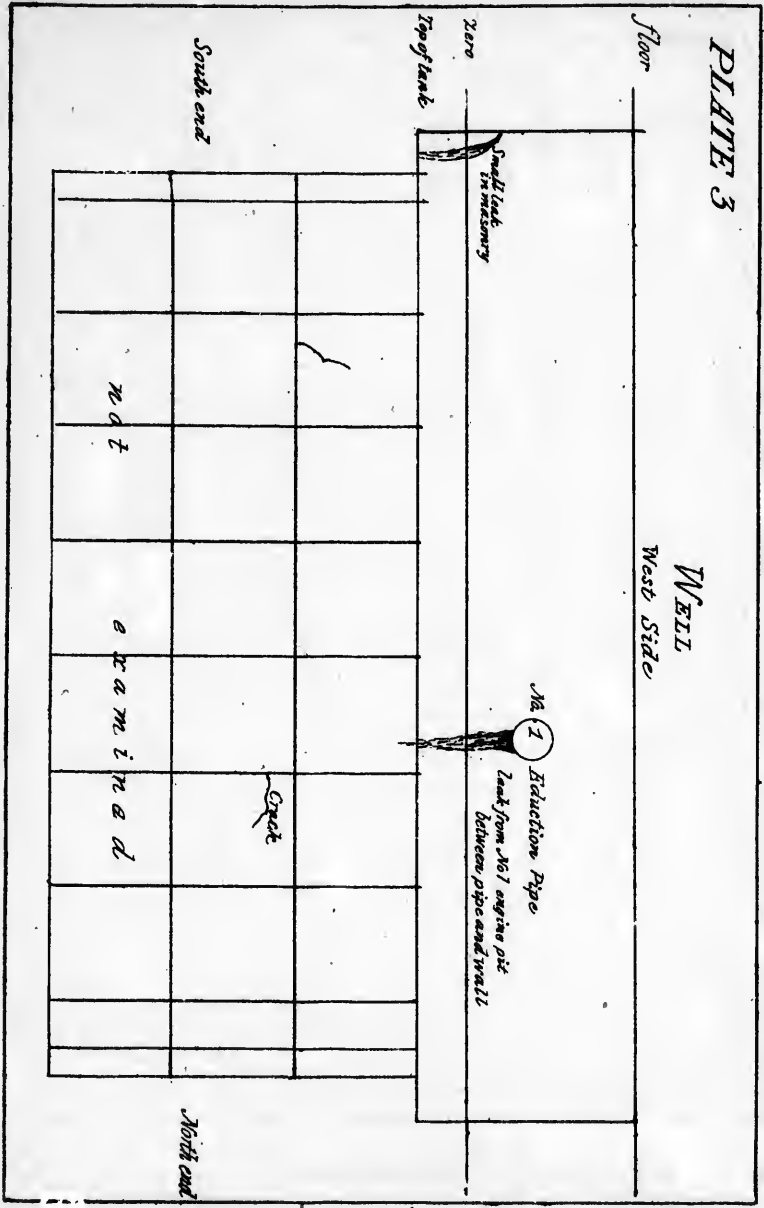 PLATE 3
WELL
West Side
floor
Zero
Top of tank
Small leak
in masonry
No. 1 Eduction Pipe
leak from No 1 engine pit
between pipe and wall
South end
North end
Crack
not examined